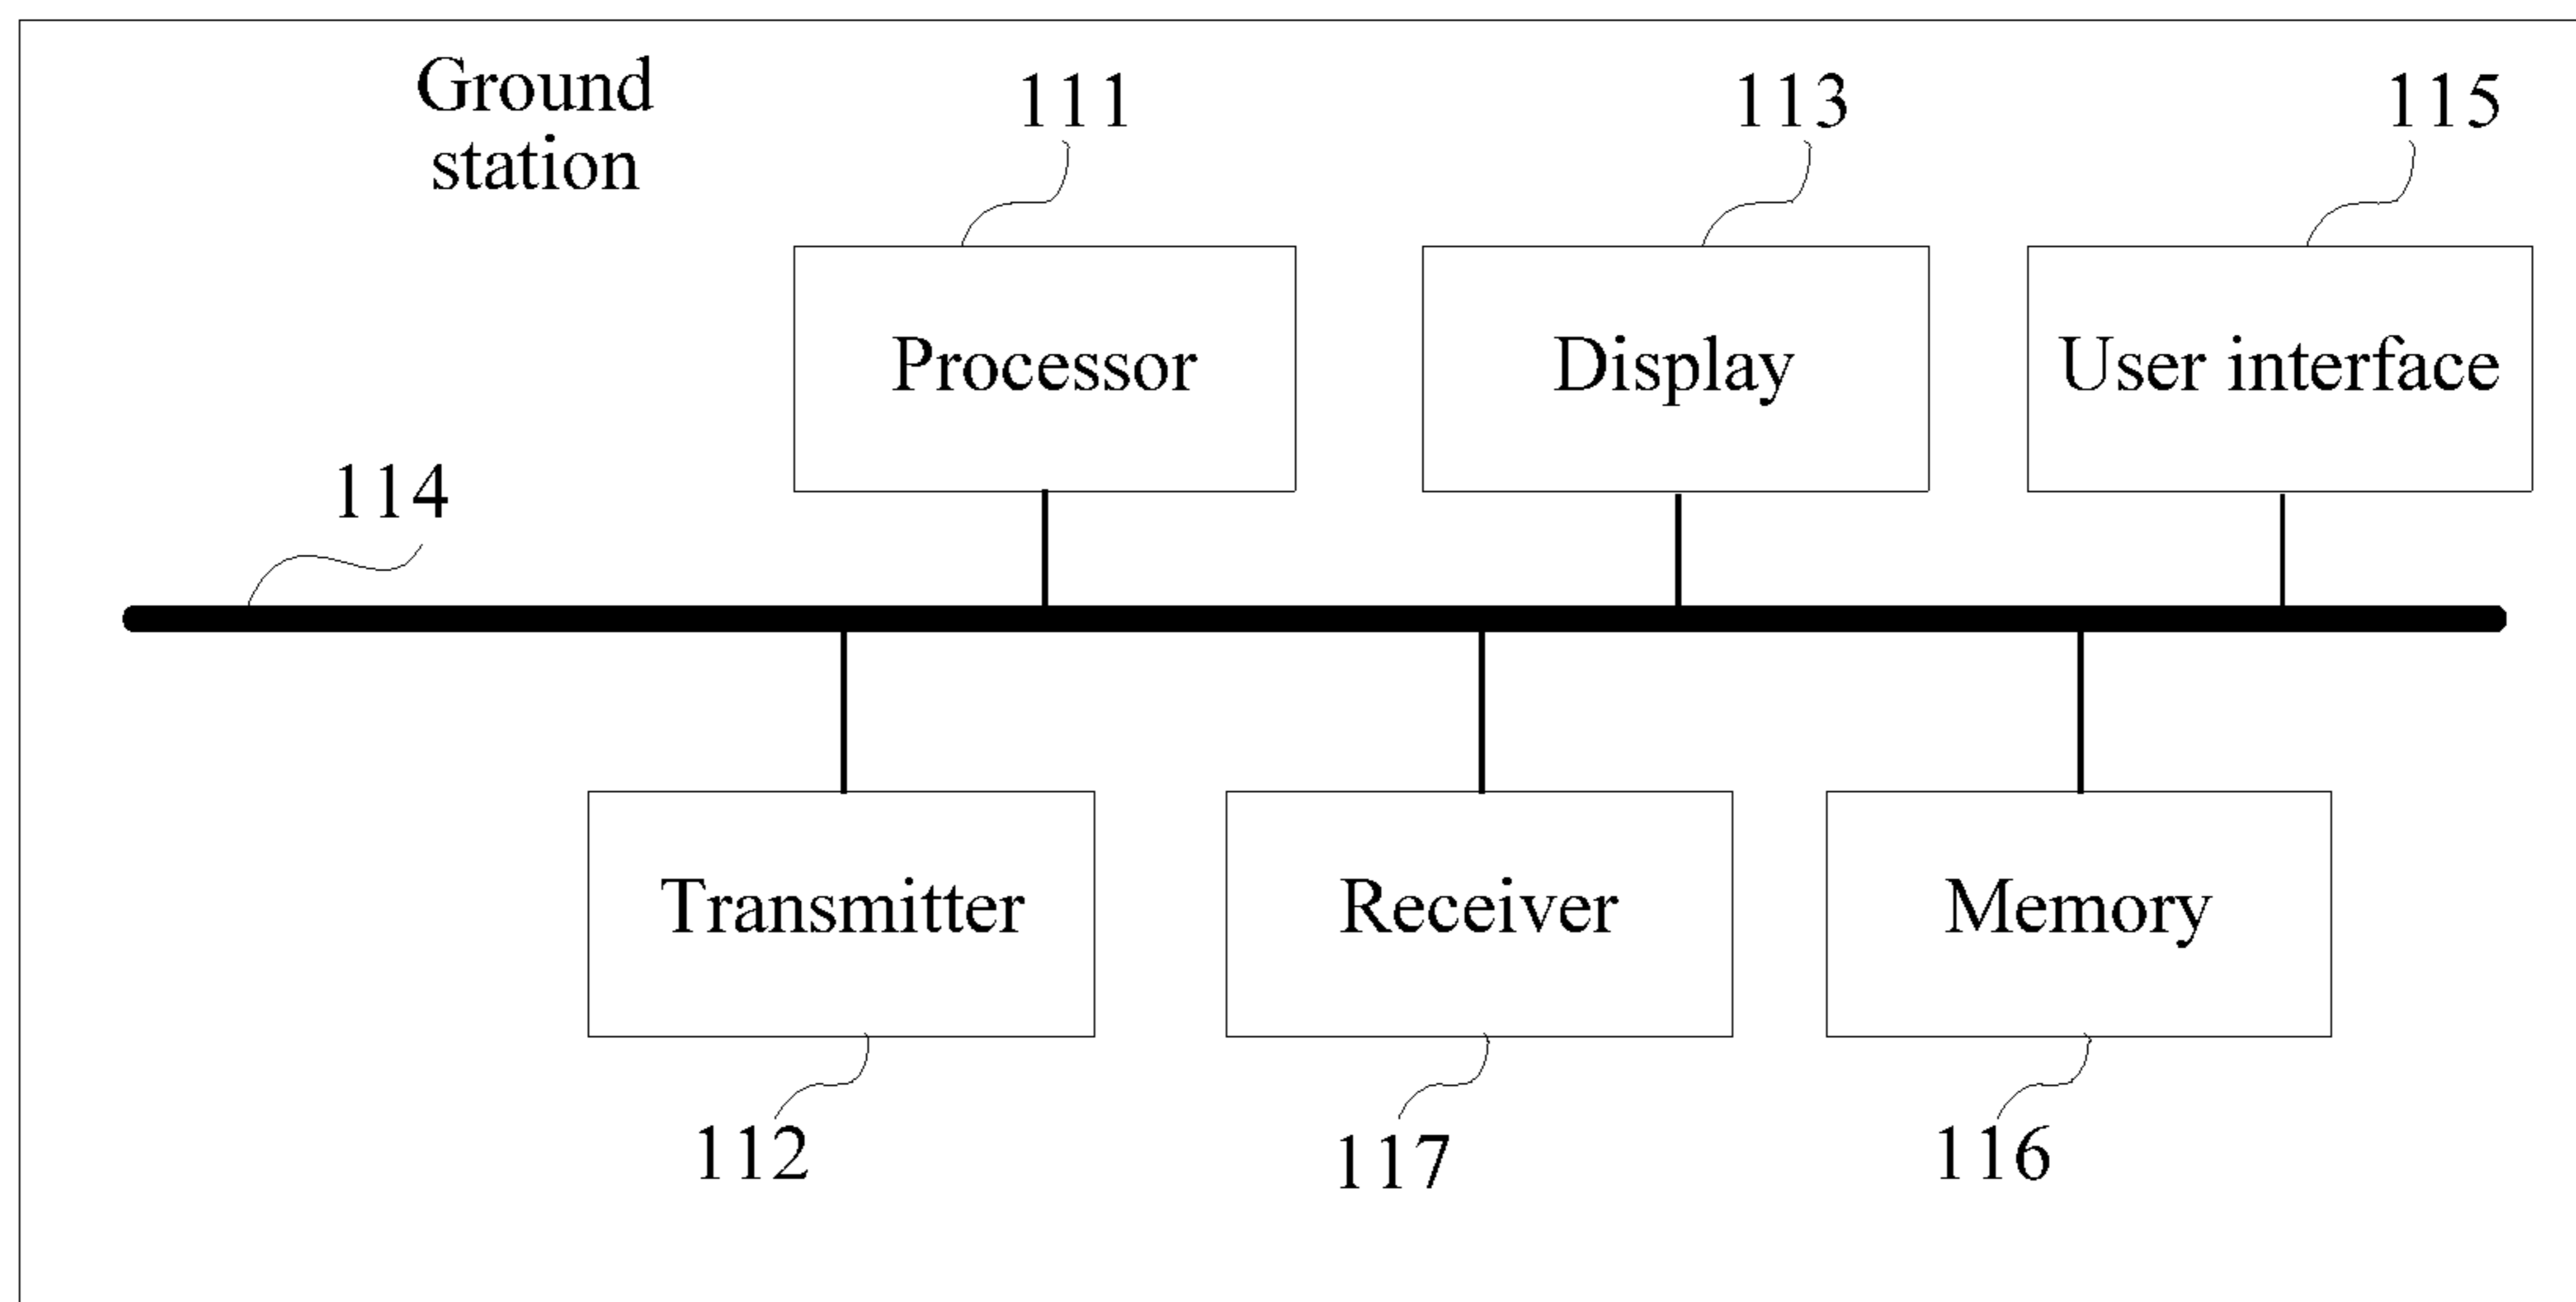 Ground
station
111
113
115
Processor
Display
User interface
114
Transmitter
Receiver
Memory
112
117
116